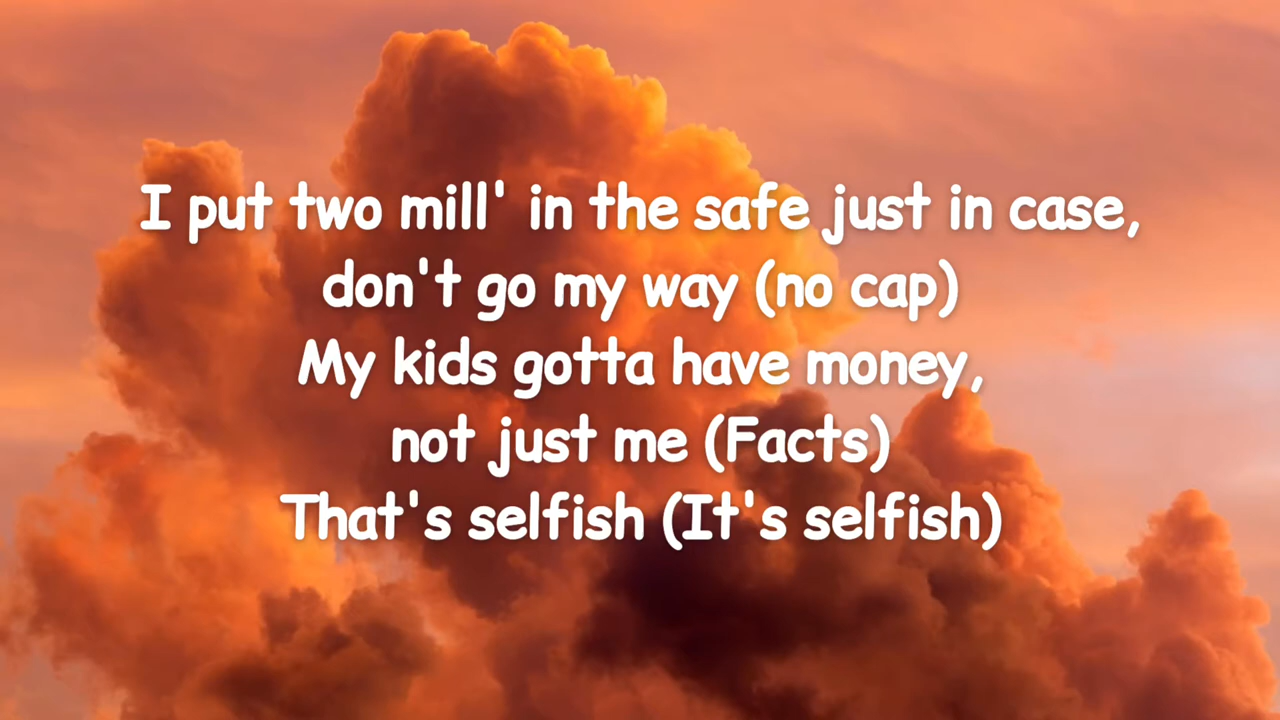 I put two mill' in the safe just in case,
don't go my way (no cap)
My kids gotta have money,
not just me (Facts)
That's selfish (It's selfish)